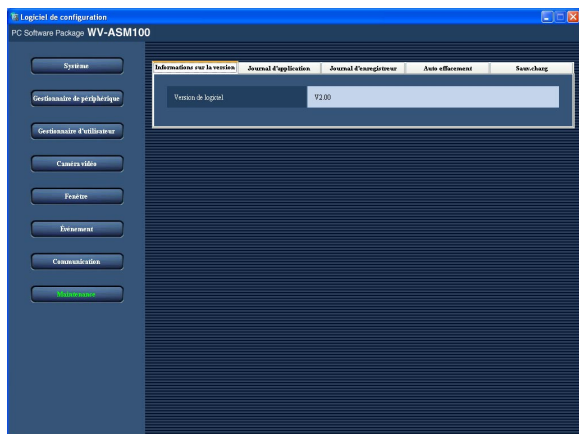 Logiciel de configuration
PC Software Package WV-ASM100
Système
Gestionnaire de périphérique
Gestionnaire d'utilisateur
Caméra vidéo
Fenêtre
Événement
Communication
Maintenance
Informations sur la version Journal d'application Journal d'enregistreur Auto effacement Sauv.charg
Version de logiciel V2.00